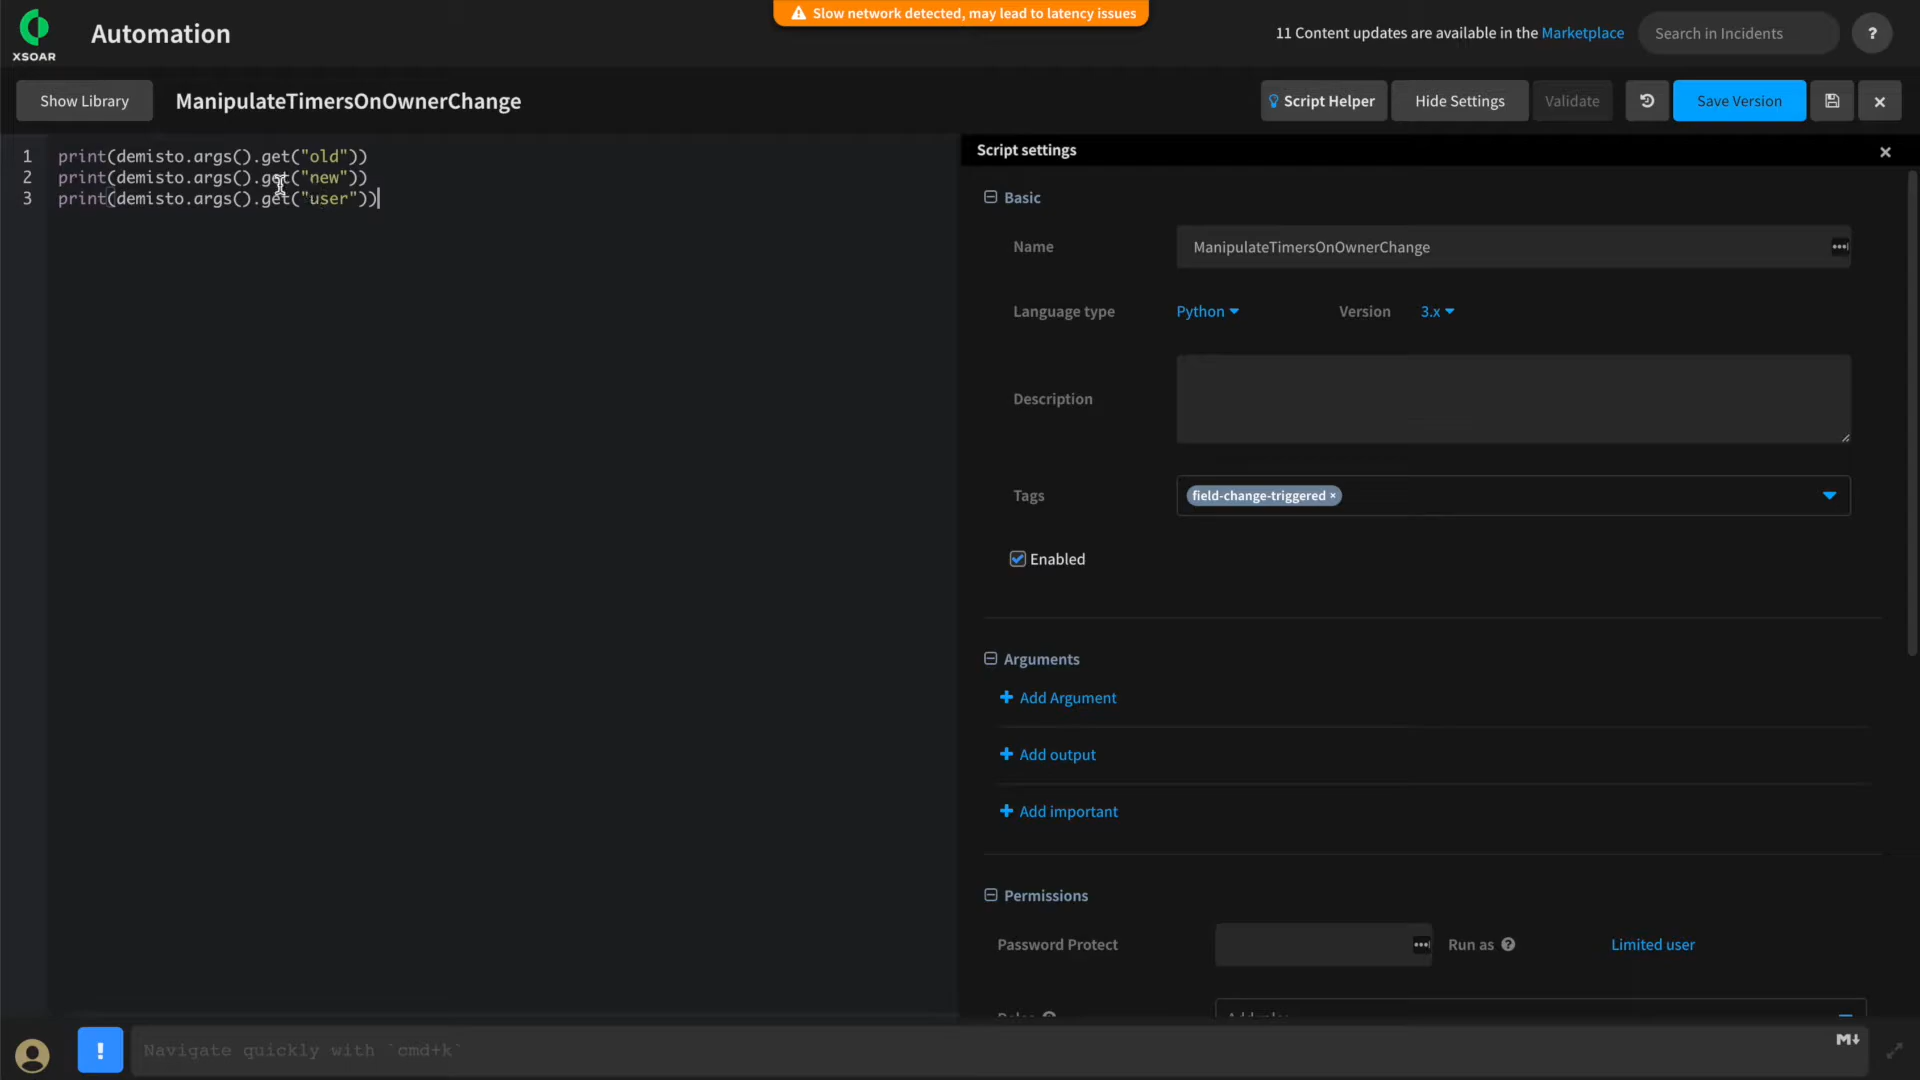 Slow network detected, may lead to latency issues
XSOAR
Automation
11 Content updates are available in the Marketplace
Search in Incidents
?
Show Library
ManipulateTimersOnOwnerChange
Script Helper
Hide Settings
Validate
Save Version
1 print(demisto.args().get("old"))
2 print(demisto.args().get("new"))
3 print(demisto.args().get("user"))
Script settings
Basic
Name
ManipulateTimersOnOwnerChange
Language type
Python
Version
3.x
Description
Tags
field-change-triggered ×
Enabled
Arguments
+ Add Argument
+ Add output
+ Add important
Permissions
Password Protect
Run as ?
Limited user
!
Navigate quickly with `cmd+k`
M↓